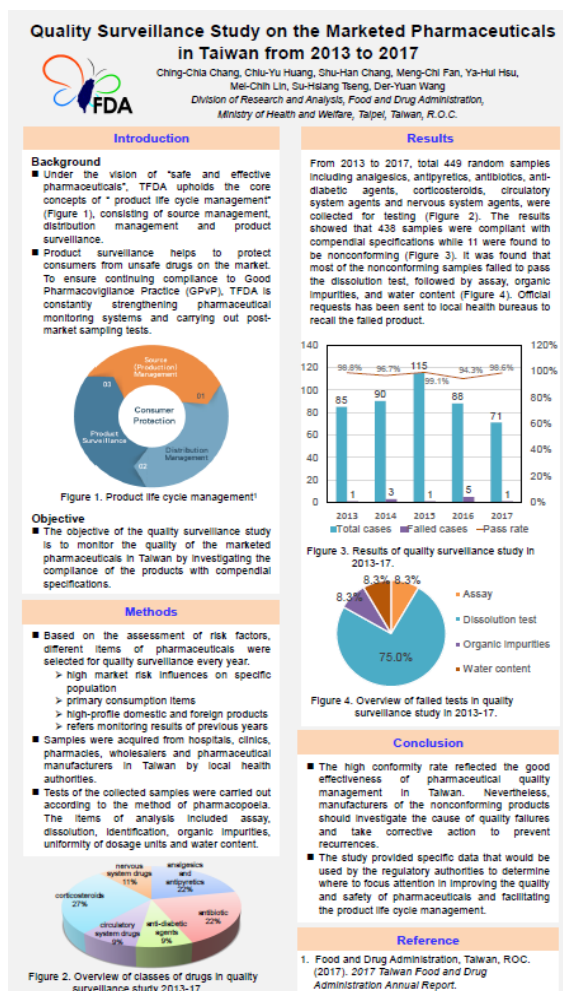 Quality Surveillance Study on the Marketed Pharmaceuticals
in Taiwan from 2013 to 2017
TFDA
Ching-Chia Chang, Chiu-Yu Huang, Shu-Han Chang, Meng-Chi Fan, Ya-Hui Hsu,
Mei-Chih Lin, Su-Hsiang Tseng, Der-Yuan Wang
Division of Research and Analysis, Food and Drug Administration,
Ministry of Health and Welfare, Taipei, Taiwan, R.O.C.
Introduction
Background
■ Under the vision of "safe and effective
pharmaceuticals", TFDA upholds the core
concepts of " product life cycle management"
(Figure 1), consisting of source management,
distribution management and product
surveillance.
■ Product surveillance helps to protect
consumers from unsafe drugs on the market.
To ensure continuing compliance to Good
Pharmacovigilance Practice (GPvP), TFDA is
constantly strengthening pharmaceutical
monitoring systems and carrying out post-
market sampling tests.
Source
(Production)
Management
01
03
Consumer
Protection
Product
Surveillance
Distribution
Management
02
Figure 1. Product life cycle management¹
Objective
■ The objective of the quality surveillance study
is to monitor the quality of the marketed
pharmaceuticals in Taiwan by investigating the
compliance of the products with compendial
specifications.
Methods
■ Based on the assessment of risk factors,
different items of pharmaceuticals were
selected for quality surveillance every year.
➢ high market risk influences on specific
population
➢ primary consumption items
➢ high-profile domestic and foreign products
➢ refers monitoring results of previous years
■ Samples were acquired from hospitals, clinics,
pharmacies, wholesalers and pharmaceutical
manufacturers in Taiwan by local health
authorities.
■ Tests of the collected samples were carried out
according to the method of pharmacopoeia.
The items of analysis included assay,
dissolution, identification, organic impurities,
uniformity of dosage units and water content.
nervous
system drugs
11%
analgesics
and
antipyretics
22%
corticosteroids
27%
antibiotic
22%
circulatory
system drugs
9%
anti-diabetic
agents
9%
Figure 2. Overview of classes of drugs in quality
surveillance study 2013-17
Results
From 2013 to 2017, total 449 random samples
including analgesics, antipyretics, antibiotics, anti-
diabetic agents, corticosteroids, circulatory
system agents and nervous system agents, were
collected for testing (Figure 2). The results
showed that 438 samples were compliant with
compendial specifications while 11 were found to
be nonconforming (Figure 3). It was found that
most of the nonconforming samples failed to pass
the dissolution test, followed by assay, organic
impurities, and water content (Figure 4). Official
requests has been sent to local health bureaus to
recall the failed product.
140
120
100
80
60
40
20
0
120%
100%
80%
60%
40%
20%
0%
98.8%
96.7%
115
99.1%
94.3%
98.6%
85
90
88
71
1
3
1
5
1
2013 2014 2015 2016 2017
■Total cases ■Failed cases —Pass rate
Figure 3. Results of quality surveillance study in
2013-17.
8.3%
8.3%
8.3%
75.0%
▪ Assay
▪ Dissolution test
▪ Organic impurities
▪ Water content
Figure 4. Overview of failed tests in quality
surveillance study in 2013-17.
Conclusion
■ The high conformity rate reflected the good
effectiveness of pharmaceutical quality
management in Taiwan. Nevertheless,
manufacturers of the nonconforming products
should investigate the cause of quality failures
and take corrective action to prevent
recurrences.
■ The study provided specific data that would be
used by the regulatory authorities to determine
where to focus attention in improving the quality
and safety of pharmaceuticals and facilitating
the product life cycle management.
Reference
1. Food and Drug Administration, Taiwan, ROC.
(2017). 2017 Taiwan Food and Drug
Administration Annual Report.